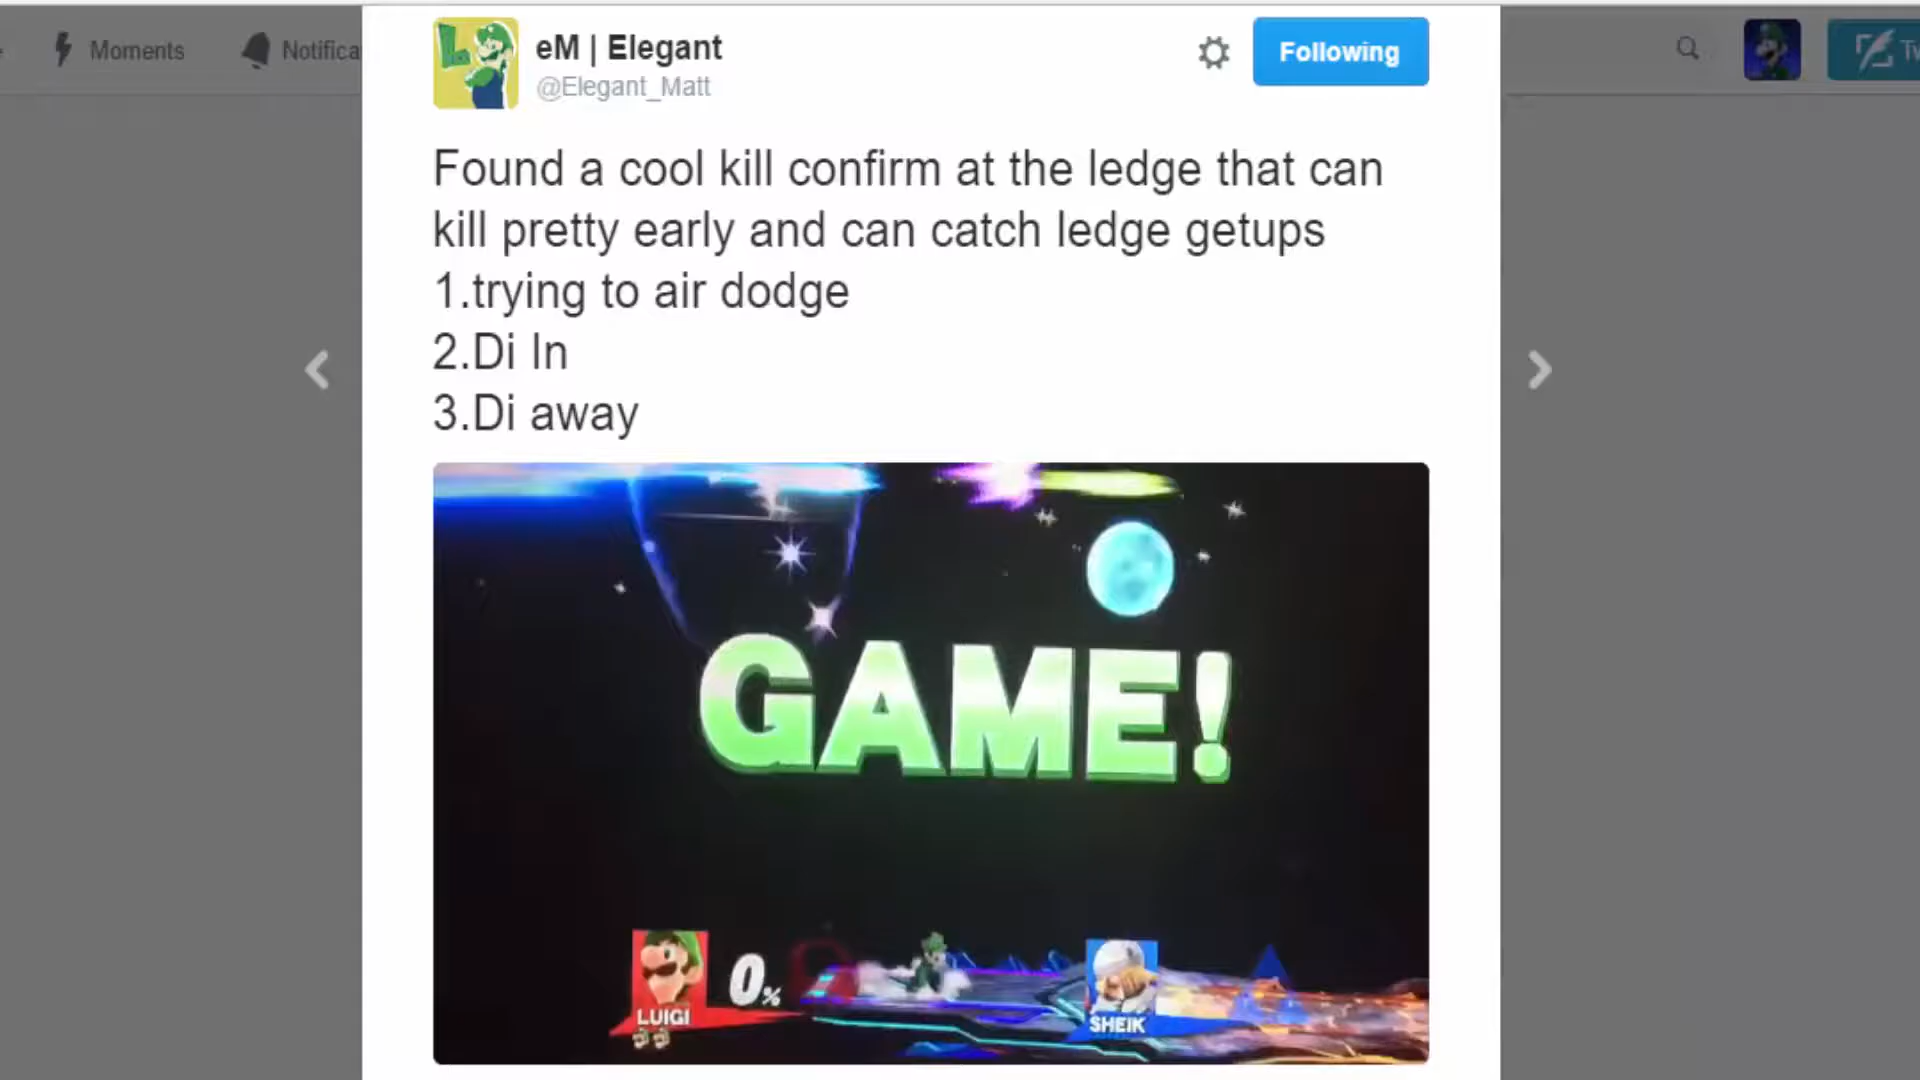 Moments
Notifica
eM | Elegant
@Elegant_Matt
Following
Tw
Found a cool kill confirm at the ledge that can
kill pretty early and can catch ledge getups
1.trying to air dodge
2.Di In
3.Di away
L
GAME!
0%
LUIGI
SHEIK